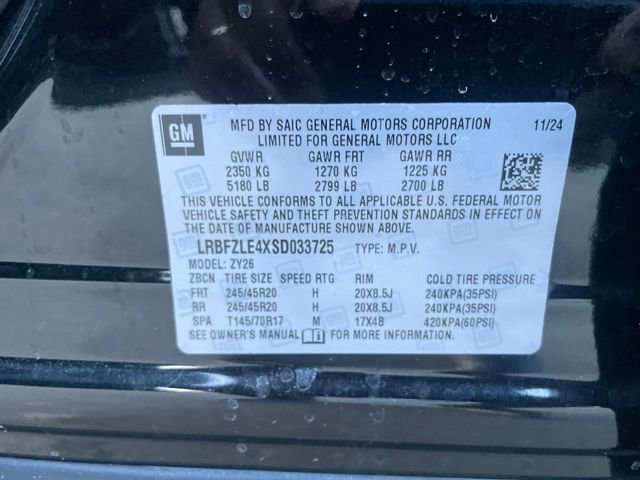 GM
MFD BY SAIC GENERAL MOTORS CORPORATION 11/24
LIMITED FOR GENERAL MOTORS LLC
GVWR GAWR FRT GAWR RR
2350 KG 1270 KG 1225 KG
5180 LB 2799 LB 2700 LB
THIS VEHICLE CONFORMS TO ALL APPLICABLE U.S. FEDERAL MOTOR
VEHICLE SAFETY AND THEFT PREVENTION STANDARDS IN EFFECT ON
THE DATE OF MANUFACTURE SHOWN ABOVE.
LRBFZLE4XSD033725 TYPE: M.P.V.
MODEL: ZY26
ZBCN TIRE SIZE SPEED RTG RIM COLD TIRE PRESSURE
FRT 245/45R20 H 20X8.5J 240KPA(35PSI)
RR 245/45R20 H 20X8.5J 240KPA(35PSI)
SPA T145/70R17 M 17X4B 420KPA(60PSI)
SEE OWNER'S MANUAL FOR MORE INFORMATION.